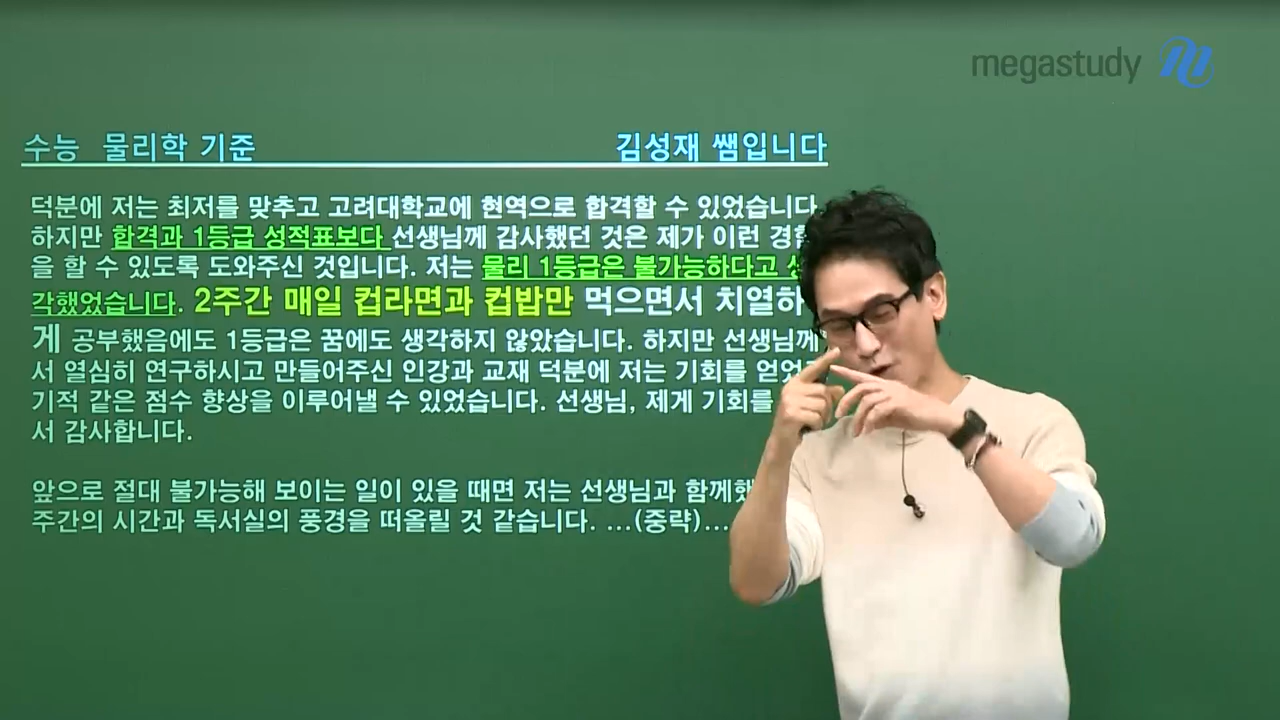 megastudy
수능 물리학 기준 김성재 쌤입니다
덕분에 저는 최저를 맞추고 고려대학교에 현역으로 합격할 수 있었습니다
하지만 합격과 1등급 성적표보다 선생님께 감사했던 것은 제가 이런
을 할 수 있도록 도와주신 것입니다. 저는 물리 1등급은 불가능하다고
각했었습니다. 2주간 매일 컵라면과 컵밥만 먹으면서 치열하
게 공부했음에도 1등급은 꿈에도 생각하지 않았습니다. 하지만 선생님께
서 열심히 연구하시고 만들어주신 인강과 교재 덕분에 저는 기회를
기적 같은 점수 향상을 이루어낼 수 있었습니다. 선생님, 제게 기회를
서 감사합니다.
앞으로 절대 불가능해 보이는 일이 있을 때면 저는 선생님과
주간의 시간과 독서실의 풍경을 떠올릴 것 같습니다. ...(중략)...